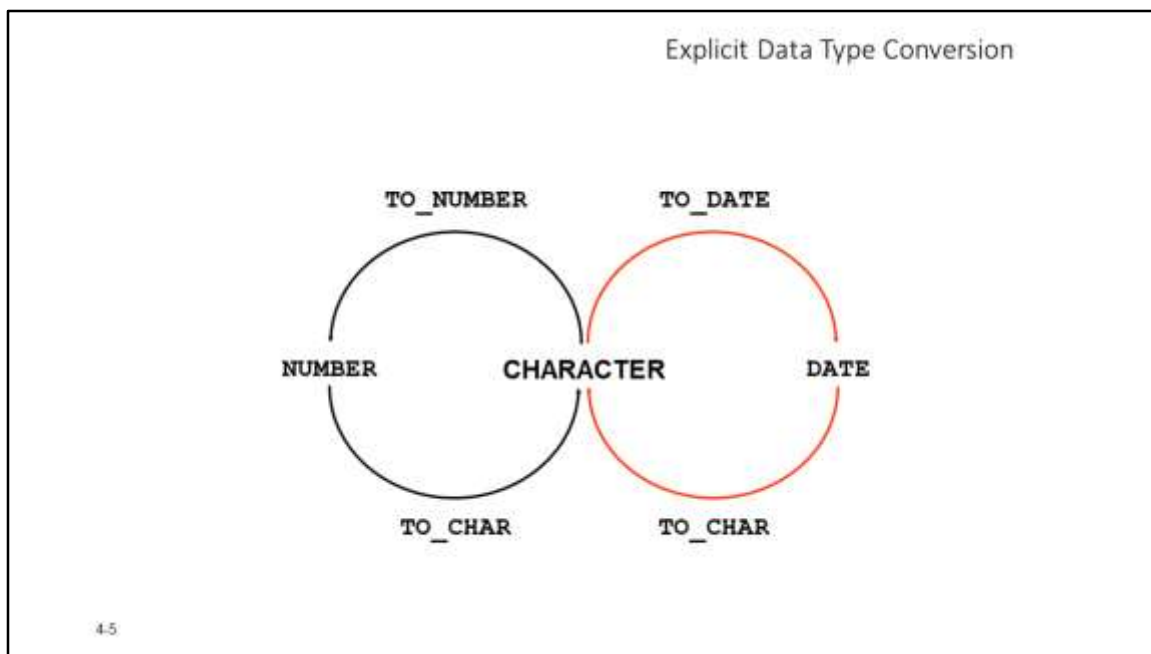 Explicit Data Type Conversion
TO_NUMBER TO_DATE
NUMBER CHARACTER DATE
TO_CHAR TO_CHAR
4-5